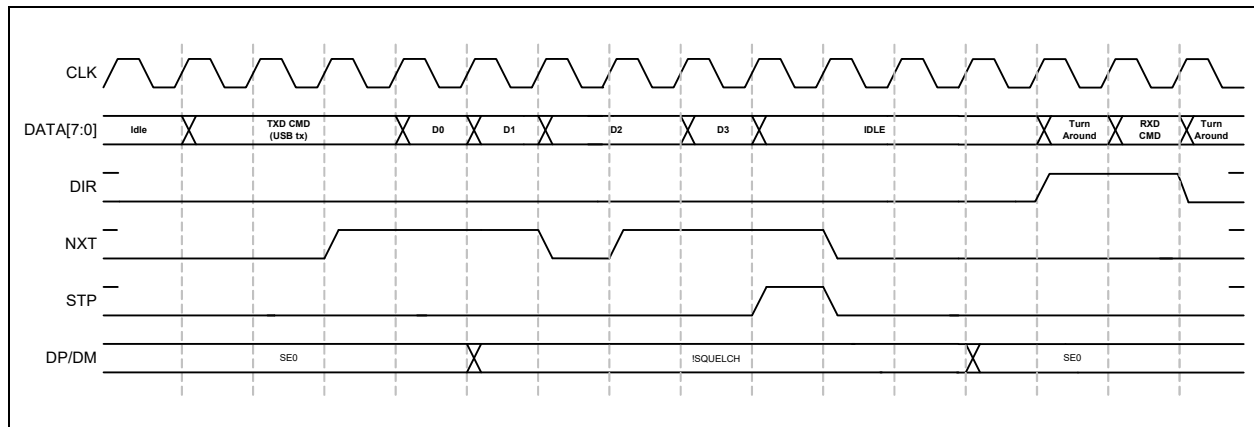 CLK
DATA[7:0]
Idle
TXD CMD
(USB tx)
D0
D1
D2
D3
IDLE
Turn
Around
RXD
CMD
Turn
Around
DIR
NXT
STP
DP/DM
SE0
!SQUELCH
SE0